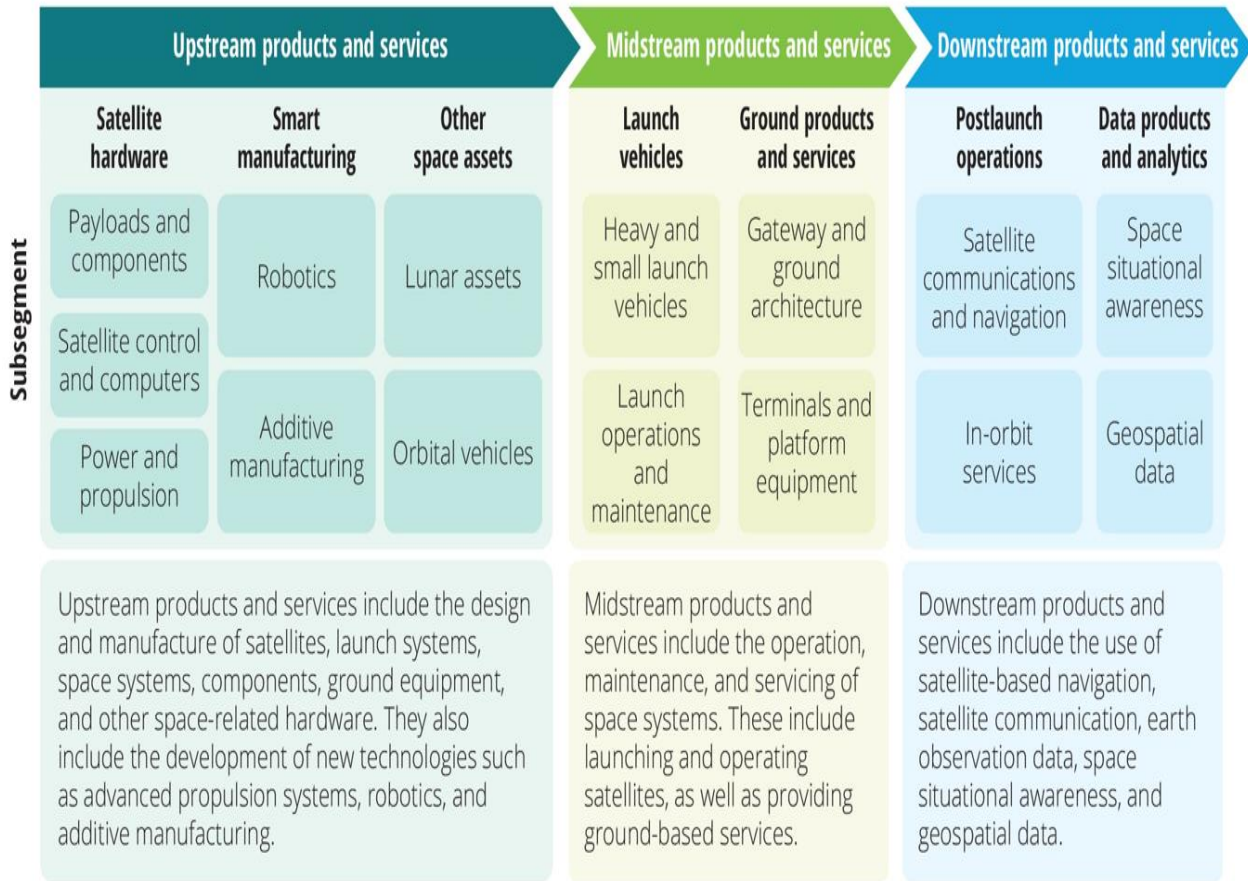 Upstream products and services
Midstream products and services
Downstream products and services
Subsegment
Satellite
hardware
Payloads and
components
Satellite control
and computers
Power and
propulsion
Smart
manufacturing
Robotics
Additive
manufacturing
Other
space assets
Lunar assets
Orbital vehicles
Launch
vehicles
Heavy and
small launch
vehicles
Launch
operations
and
maintenance
Ground products
and services
Gateway and
ground
architecture
Terminals and
platform
equipment
Postlaunch
operations
Satellite
communications
and navigation
In-orbit
services
Data products
and analytics
Space
situational
awareness
Geospatial
data
Upstream products and services include the design
and manufacture of satellites, launch systems,
space systems, components, ground equipment,
and other space-related hardware. They also
include the development of new technologies such
as advanced propulsion systems, robotics, and
additive manufacturing.
Midstream products and
services include the operation,
maintenance, and servicing of
space systems. These include
launching and operating
satellites, as well as providing
ground-based services.
Downstream products and
services include the use of
satellite-based navigation,
satellite communication, earth
observation data, space
situational awareness, and
geospatial data.